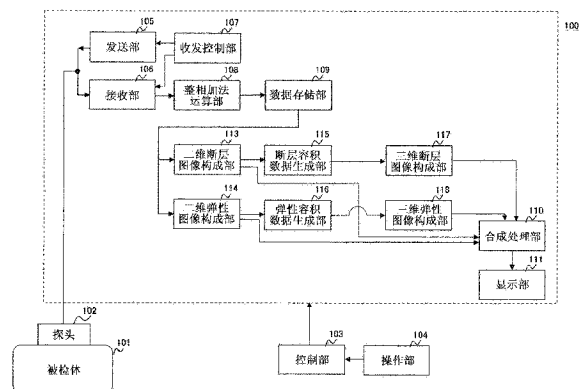 100
105
发送部
107
收发控制部
106
接收部
108
整相加法
运算部
109
数据存储部
113
二维断层
图像构成部
115
断层容积
数据生成部
117
三维断层
图像构成部
114
二维弹性
图像构成部
116
弹性容积
数据生成部
118
三维弹性
图像构成部
110
合成处理部
111
显示部
102
探头
101
被检体
103
控制部
104
操作部